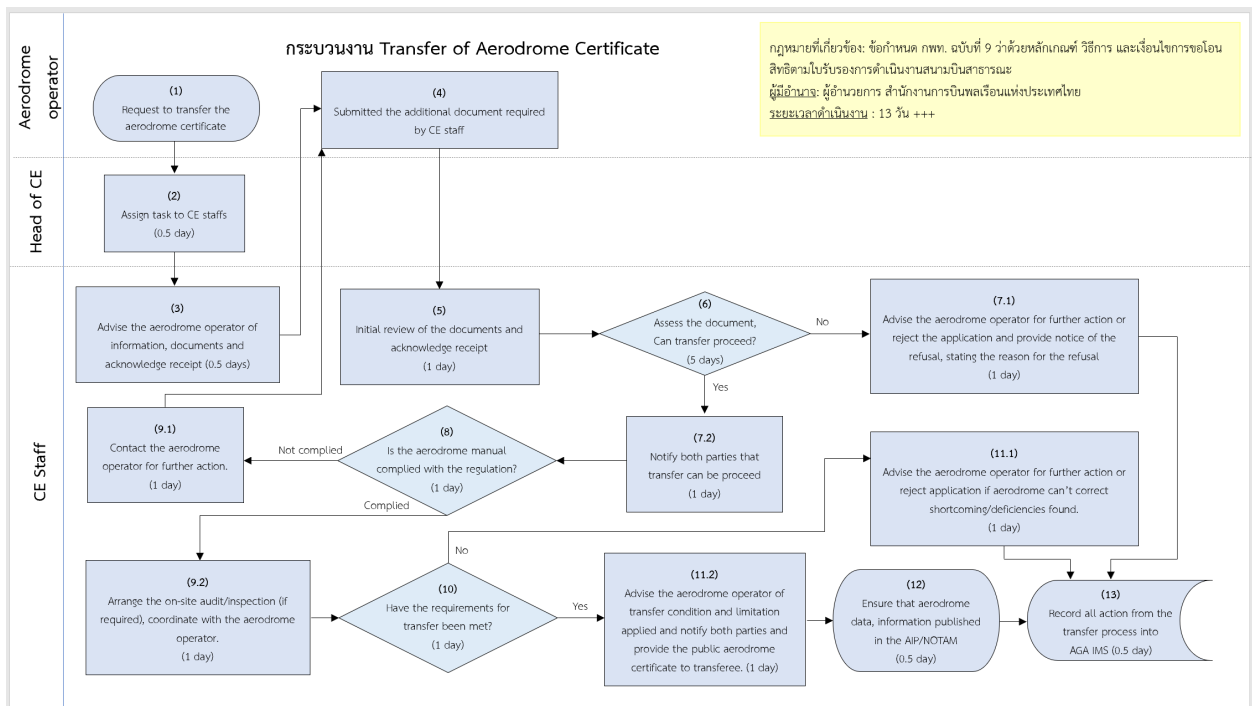 กระบวนงาน Transfer of Aerodrome Certificate
กฎหมายที่เกี่ยวข้อง: ข้อกำหนด กพท. ฉบับที่ 9 ว่าด้วยหลักเกณฑ์ วิธีการ และเงื่อนไขการขอโอน
สิทธิตามใบรับรองการดำเนินงานสนามบินสาธารณะ
ผู้มีอำนาจ: ผู้อำนวยการ สำนักงานการบินพลเรือนแห่งประเทศไทย
ระยะเวลาดำเนินงาน : 13 วัน +++
Aerodrome
operator
(1)
Request to transfer the
aerodrome certificate
(4)
Submitted the additional document required
by CE staff
Head of CE
(2)
Assign task to CE staffs
(0.5 day)
CE Staff
(3)
Advise the aerodrome operator of
information, documents and
acknowledge receipt (0.5 days)
(5)
Initial review of the documents and
acknowledge receipt
(1 day)
(6)
Assess the document,
Can transfer proceed?
(5 days)
No
Yes
(7.1)
Advise the aerodrome operator for further action or
reject the application and provide notice of the
refusal, stating the reason for the refusal
(1 day)
(7.2)
Notify both parties that
transfer can be proceed
(1 day)
(8)
Is the aerodrome manual
complied with the regulation?
(1 day)
Not complied
Complied
(9.1)
Contact the aerodrome
operator for further action.
(1 day)
(9.2)
Arrange the on-site audit/inspection (if
required), coordinate with the aerodrome
operator.
(1 day)
(10)
Have the requirements for
transfer been met?
(1 day)
No
Yes
(11.1)
Advise the aerodrome operator for further action or
reject application if aerodrome can't correct
shortcoming/deficiencies found.
(1 day)
(11.2)
Advise the aerodrome operator of
transfer condition and limitation
applied and notify both parties and
provide the public aerodrome
certificate to transferee. (1 day)
(12)
Ensure that aerodrome
data, information published
in the AIP/NOTAM
(0.5 day)
(13)
Record all action from the
transfer process into
AGA IMS (0.5 day)